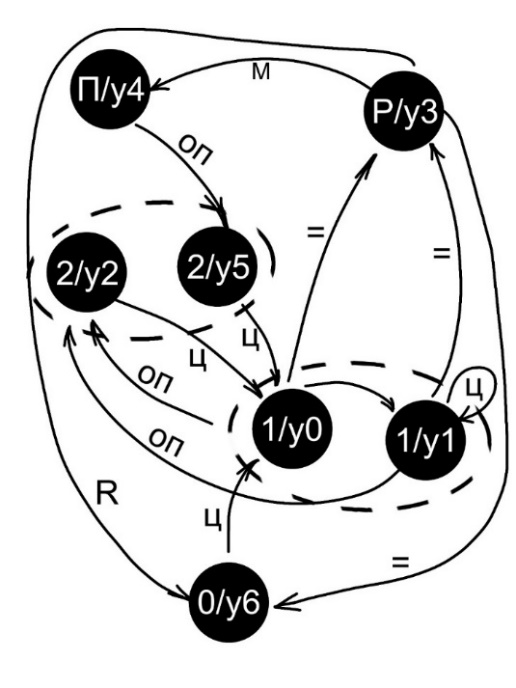 М
П/у4
Р/у3
оп
=
=
2/у2
2/у5
ц
ц
оп
ц
1/у0
1/у1
оп
R
ц
=
0/у6